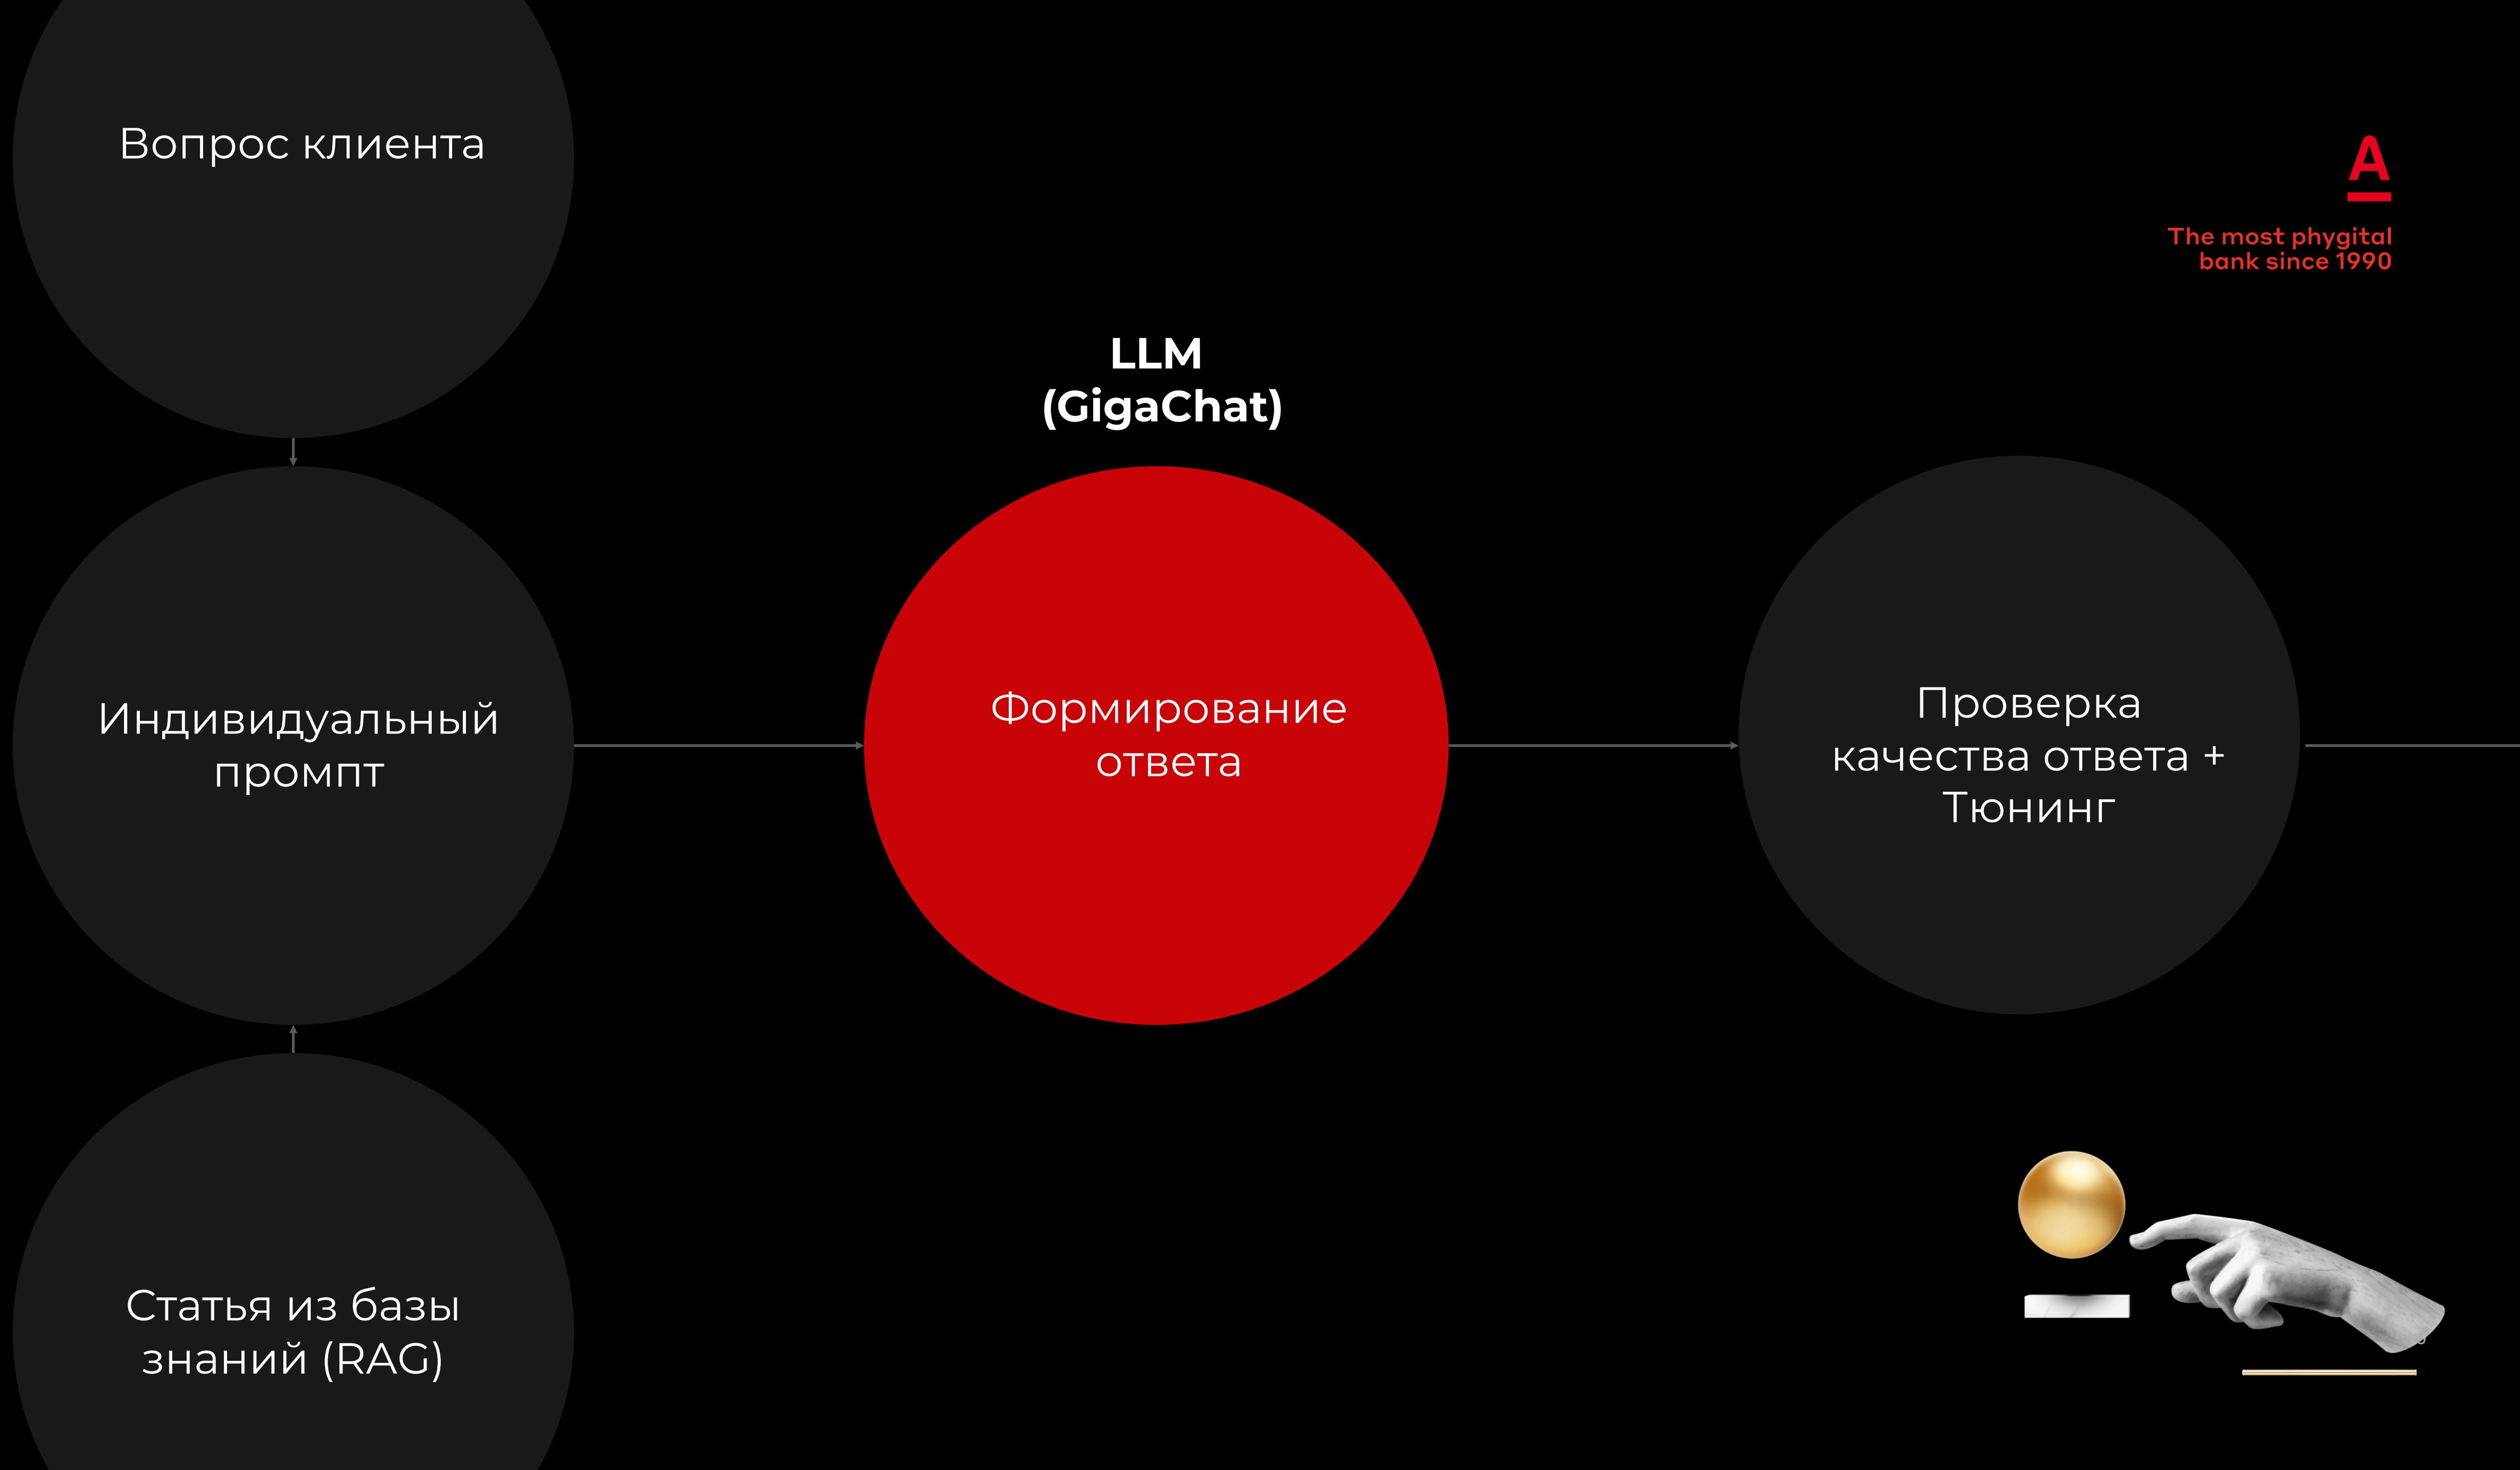 Вопрос клиента
A
The most phygital
bank since 1990
LLM
(GigaChat)
Индивидуальный
промпт
Формирование
ответа
Проверка
качества ответа +
Тюнинг
Статья из базы
знаний (RAG)